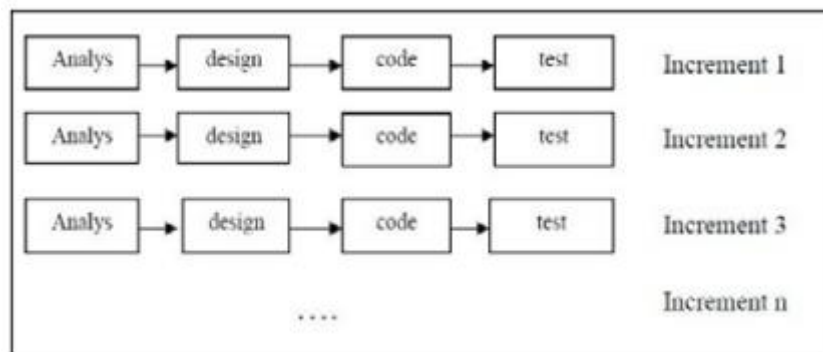 Analys design code test Increment 1
Analys design code test Increment 2
Analys design code test Increment 3
.... Increment n